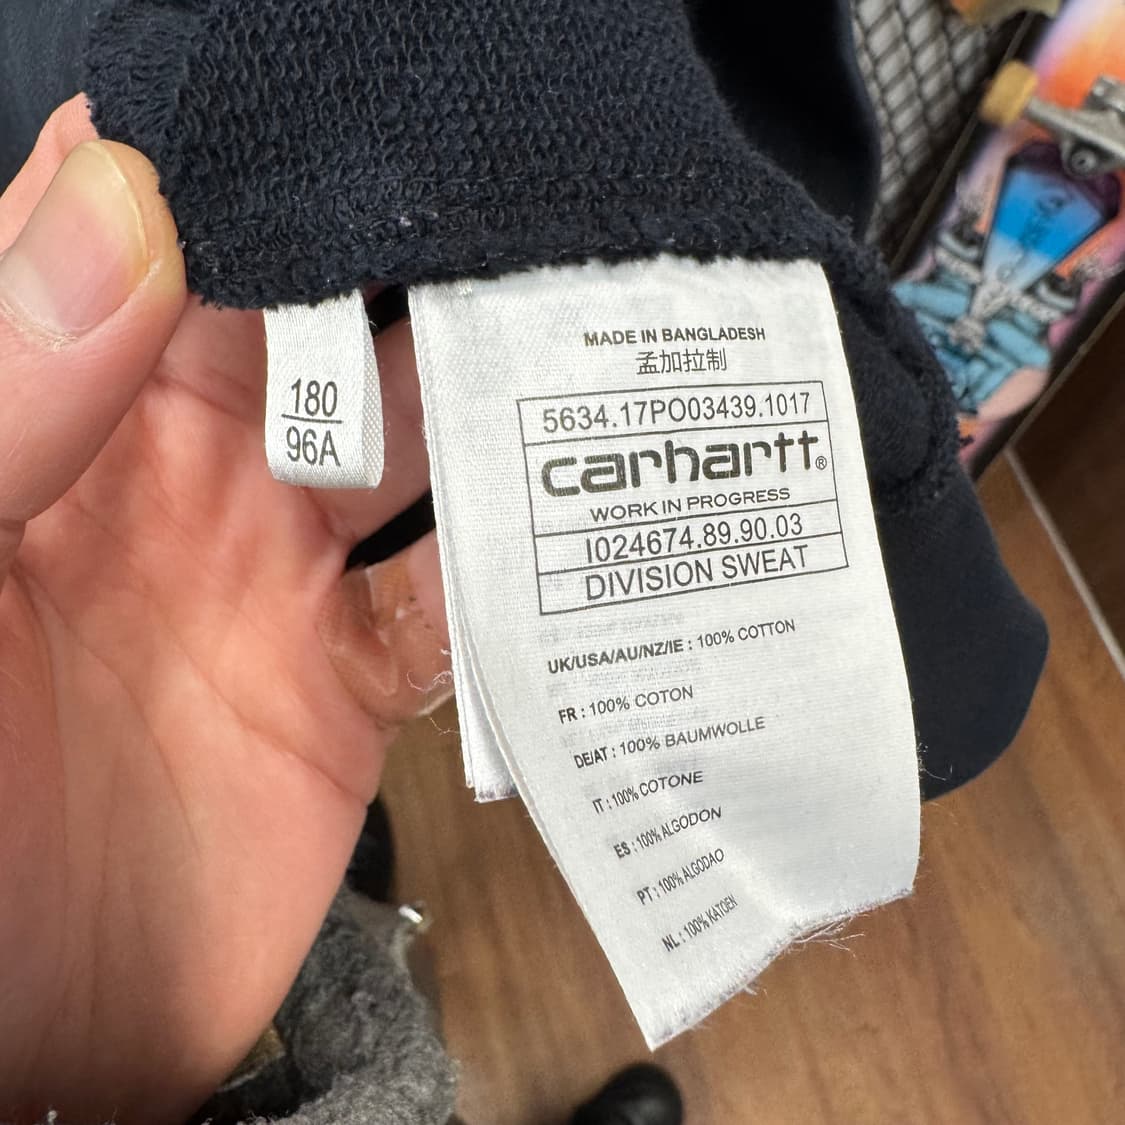 180
96A
MADE IN BANGLADESH
孟加拉制
5634.17PO03439.1017
carhartt®
WORK IN PROGRESS
I024674.89.90.03
DIVISION SWEAT
UK/USA/AU/NZ/IE : 100% COTTON
FR : 100% COTON
DE/AT : 100% BAUMWOLLE
IT : 100% COTONE
ES : 100% ALGODON
PT : 100% ALGODAO
NL : 100% KATOEN